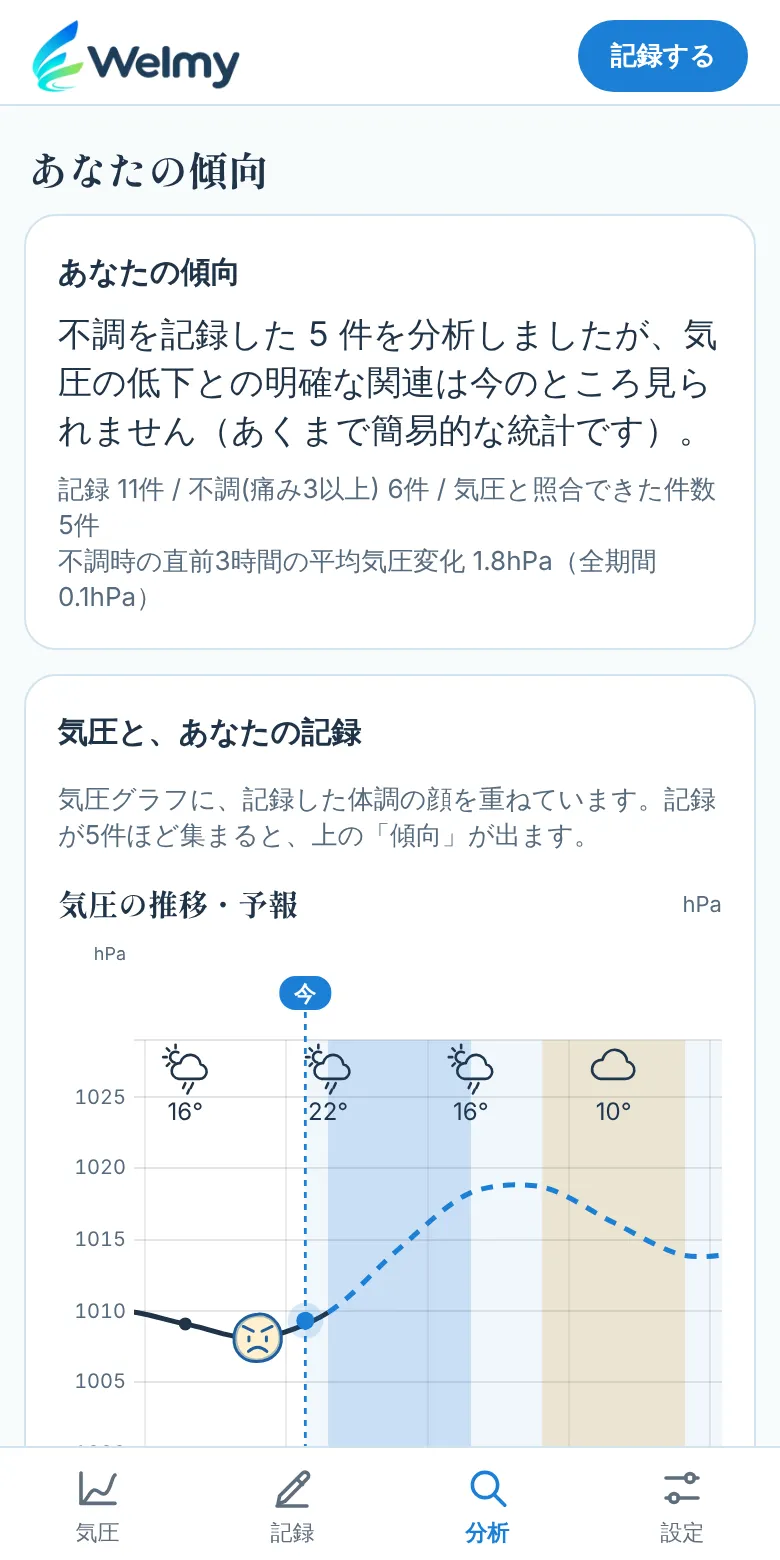 Welmy
記録する
あなたの傾向
あなたの傾向
不調を記録した 5 件を分析しましたが、気
圧の低下との明確な関連は今のところ見ら
れません（あくまで簡易的な統計です）。
記録 11件 / 不調(痛み3以上) 6件 / 気圧と照合できた件数
5件
不調時の直前3時間の平均気圧変化 1.8hPa（全期間
0.1hPa）
気圧と、あなたの記録
気圧グラフに、記録した体調の顔を重ねています。記録
が5件ほど集まると、上の「傾向」が出ます。
気圧の推移・予報
hPa
hPa
今
16° 22° 16° 10°
1025
1020
1015
1010
1005
気圧 記録 分析 設定